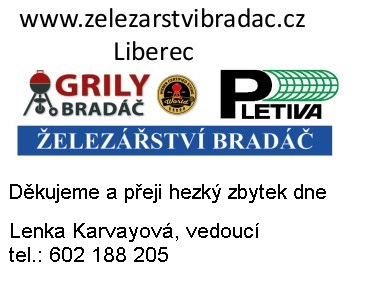 www.zelezarstvibradac.cz
Liberec
GRILY
BRADÁČ
World
PLETIVA
ŽELEZÁŘSTVÍ BRADÁČ
Děkujeme a přeji hezký zbytek dne
Lenka Karvayová, vedoucí
tel.: 602 188 205